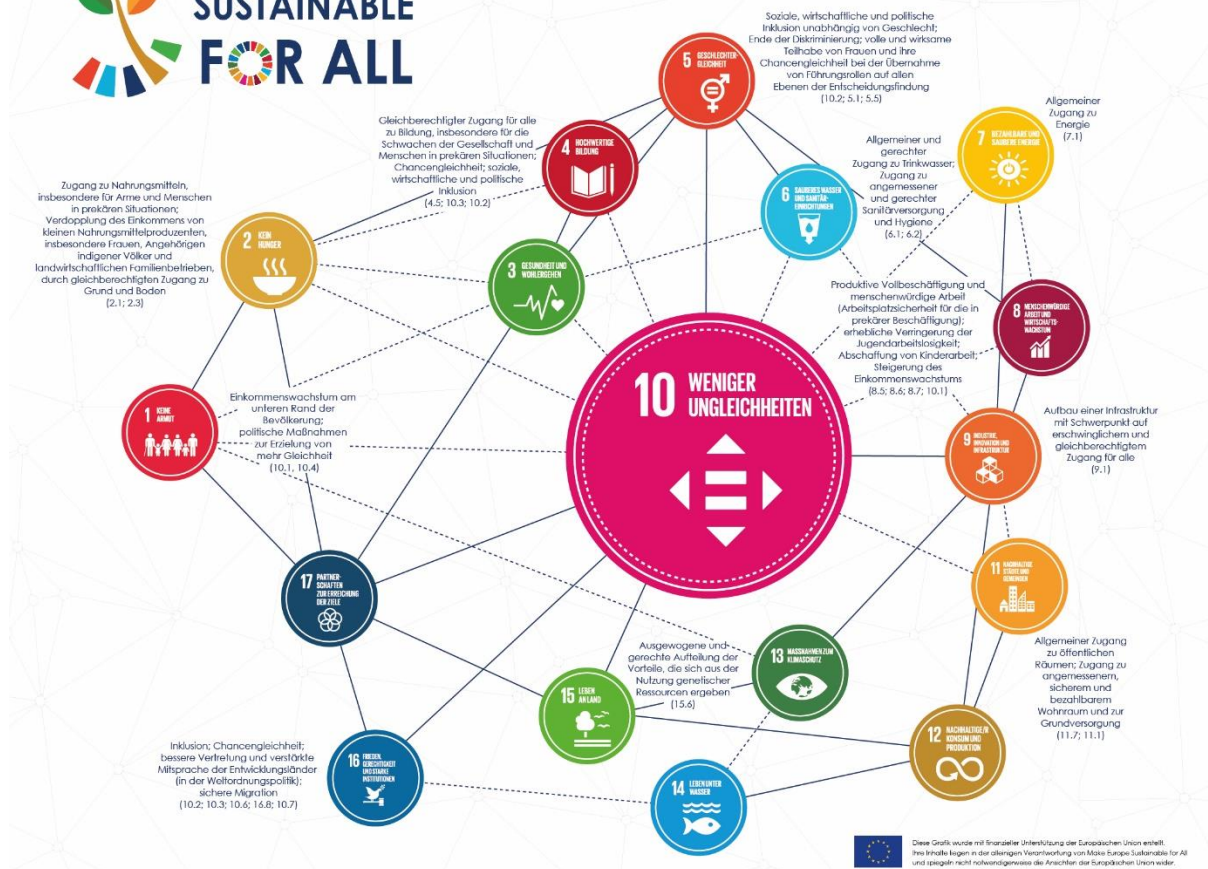 SUSTAINABLE
FOR ALL
Soziale, wirtschaftliche und politische
Inklusion unabhängig von Geschlecht;
Ende der Diskriminierung; volle und wirksame
Teilhabe von Frauen und ihre
Chancengleichheit bei der Übernahme
von Führungsrollen auf allen
Ebenen der Entscheidungsfindung
(10.2; 5.1; 5.5)
5 GESCHLECHTER-
GLEICHHEIT
Gleichberechtigter Zugang für alle
zu Bildung, insbesondere für die
Schwachen der Gesellschaft und
Menschen in prekären Situationen;
Chancengleichheit; soziale,
wirtschaftliche und politische
Inklusion
(4.5; 10.3; 10.2)
4 HOCHWERTIGE
BILDUNG
Allgemeiner
Zugang zu
Energie
(7.1)
7 BEZAHLBARE UND
SAUBERE ENERGIE
Allgemeiner und
gerechter
Zugang zu Trinkwasser;
Zugang zu
angemessener
und gerechter
Sanitärversorgung
und Hygiene
(6.1; 6.2)
6 SAUBERES WASSER
UND SANITÄR-
EINRICHTUNGEN
Zugang zu Nahrungsmitteln,
insbesondere für Arme und Menschen
in prekären Situationen;
Verdopplung des Einkommens von
kleinen Nahrungsmittelproduzenten,
insbesondere Frauen, Angehörigen
indigener Völker und
landwirtschaftlichen Familienbetrieben,
durch gleichberechtigten Zugang zu
Grund und Boden
(2.1; 2.3)
2 KEIN
HUNGER
3 GESUNDHEIT UND
WOHLERGEHEN
Produktive Vollbeschäftigung und
menschenwürdige Arbeit
(Arbeitsplatzsicherheit für die in
prekärer Beschäftigung);
erhebliche Verringerung der
Jugendarbeitslosigkeit;
Abschaffung von Kinderarbeit;
Steigerung des
Einkommenswachstums
(8.5; 8.6; 8.7; 10.1)
8 MENSCHENWÜRDIGE
ARBEIT UND
WIRTSCHAFTS-
WACHSTUM
10 WENIGER
UNGLEICHHEITEN
1 KEINE
ARMUT
Einkommenswachstum am
unteren Rand der
Bevölkerung;
politische Maßnahmen
zur Erzielung von
mehr Gleichheit
(10.1, 10.4)
9 INDUSTRIE,
INNOVATION UND
INFRASTRUKTUR
Aufbau einer Infrastruktur
mit Schwerpunkt auf
erschwinglichem und
gleichberechtigtem
Zugang für alle
(9.1)
17 PARTNER-
SCHAFTEN
ZUR ERREICHUNG
DER ZIELE
11 NACHHALTIGE
STÄDTE UND
GEMEINDEN
Allgemeiner Zugang
zu öffentlichen
Räumen; Zugang zu
angemessenem,
sicherem und
bezahlbarem
Wohnraum und zur
Grundversorgung
(11.7; 11.1)
Ausgewogene und
gerechte Aufteilung der
Vorteile, die sich aus der
Nutzung genetischer
Ressourcen ergeben
(15.6)
13 MASSNAHMEN ZUM
KLIMASCHUTZ
15 LEBEN
AN LAND
12 NACHHALTIGE/R
KONSUM UND
PRODUKTION
Inklusion; Chancengleichheit;
bessere Vertretung und verstärkte
Mitsprache der Entwicklungsländer
(in der Weltordnungspolitik);
sichere Migration
(10.2; 10.3; 10.6; 16.8; 10.7)
16 FRIEDEN,
GERECHTIGKEIT
UND STARKE
INSTITUTIONEN
14 LEBEN UNTER
WASSER
Diese Grafik wurde mit finanzieller Unterstützung der Europäischen Union erstellt.
Ihre Inhalte liegen in der alleinigen Verantwortung von Make Europe Sustainable for All
und spiegeln nicht notwendigerweise die Ansichten der Europäischen Union wider.